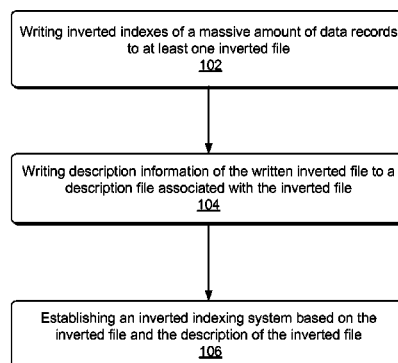 Writing inverted indexes of a massive amount of data records
to at least one inverted file
102
Writing description information of the written inverted file to a
description file associated with the inverted file
104
Establishing an inverted indexing system based on the
inverted file and the description of the inverted file
106